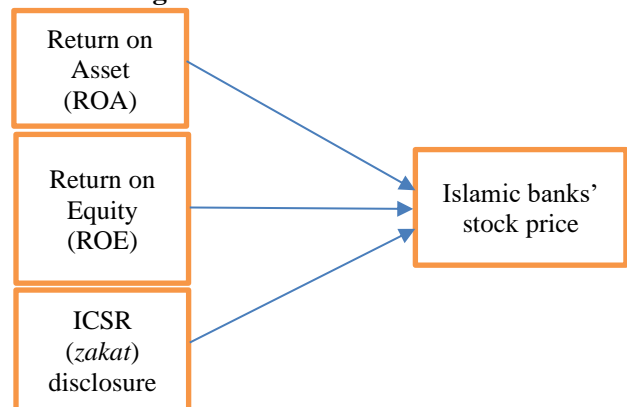 Return on
Asset
(ROA)
Return on
Equity
(ROE)
ICSR
(zakat)
disclosure
Islamic banks’
stock price